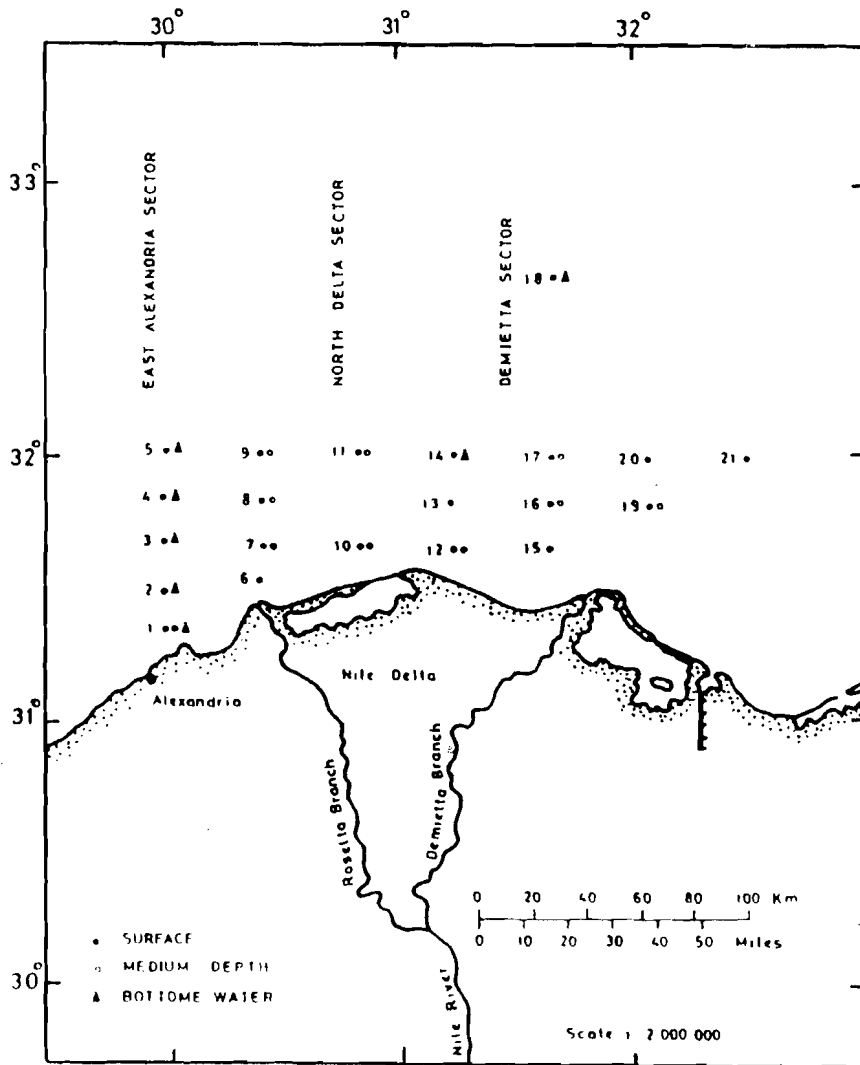 30° 31° 32°
33°
EAST ALEXANDRIA SECTOR
NORTH DELTA SECTOR
DEMIETTA SECTOR
18
32°
5 9 11 14 17 20 21
4 8 13 16 19
3 7 10 12 15
6
2
1
Alexandria
Nile Delta
31°
Rosetta Branch
Demietta Branch
0 20 40 60 80 100 Km
0 10 20 30 40 50 Miles
SURFACE
MEDIUM DEPTH
BOTTOME WATER
30°
Nile River
Scale 1 2 000 000